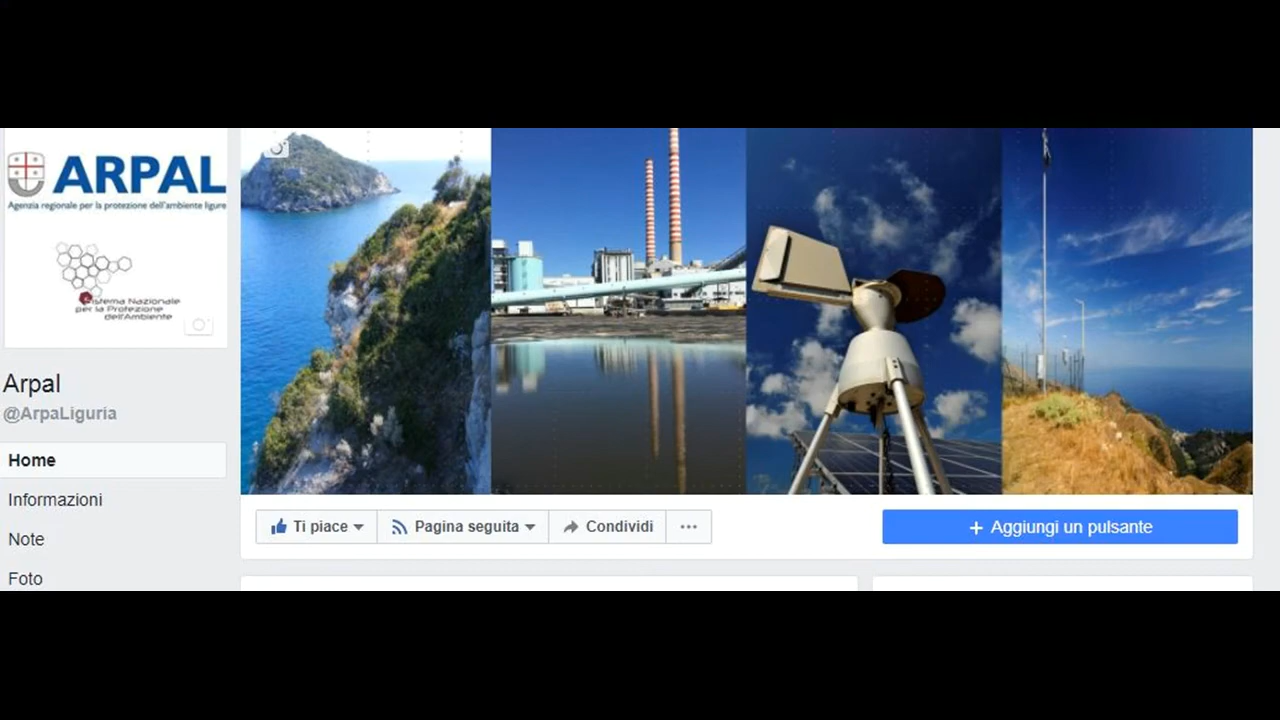 ARPAL
Agenzia regionale per la protezione dell'ambiente ligure
Sistema Nazionale
per la Protezione
dell'Ambiente
Arpal
@ArpaLiguria
Home
Informazioni
Note
Foto
Ti piace
Pagina seguita
Condividi
+ Aggiungi un pulsante